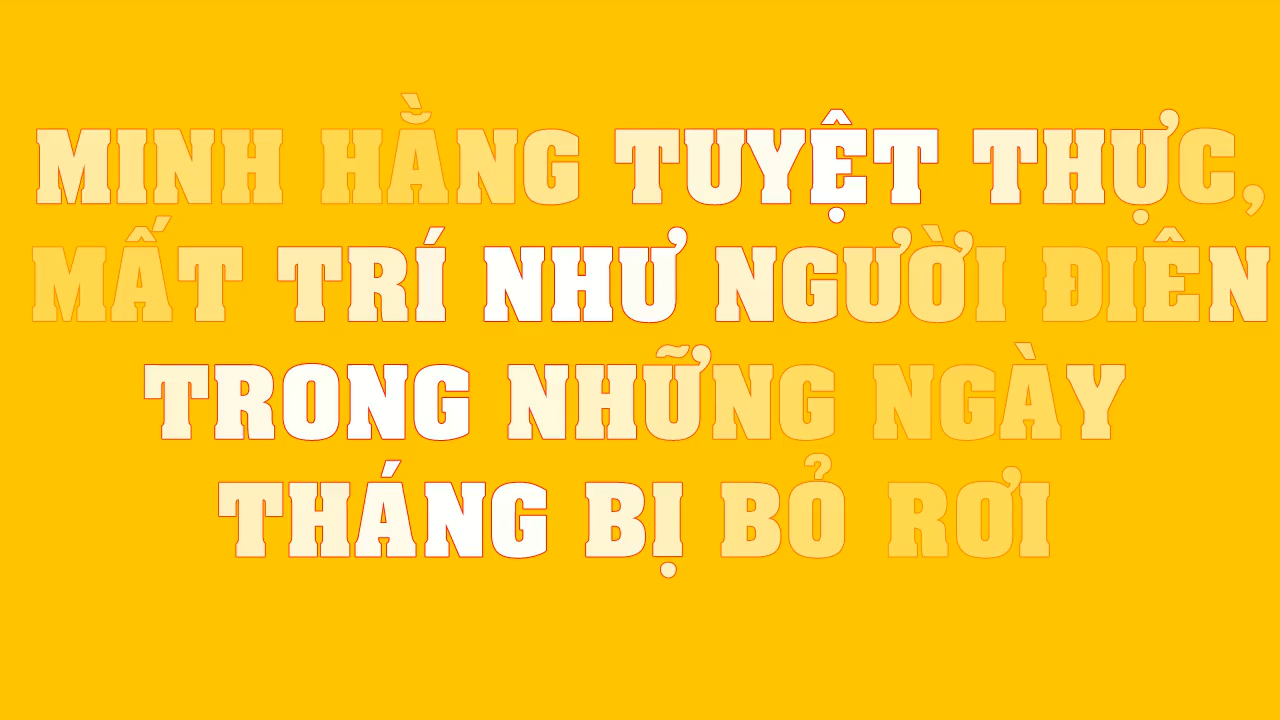 MINH HẰNG TUYỆT THỰC,
MẤT TRÍ NHƯ NGƯỜI ĐIÊN
TRONG NHỮNG NGÀY
THÁNG BỊ BỎ RƠI